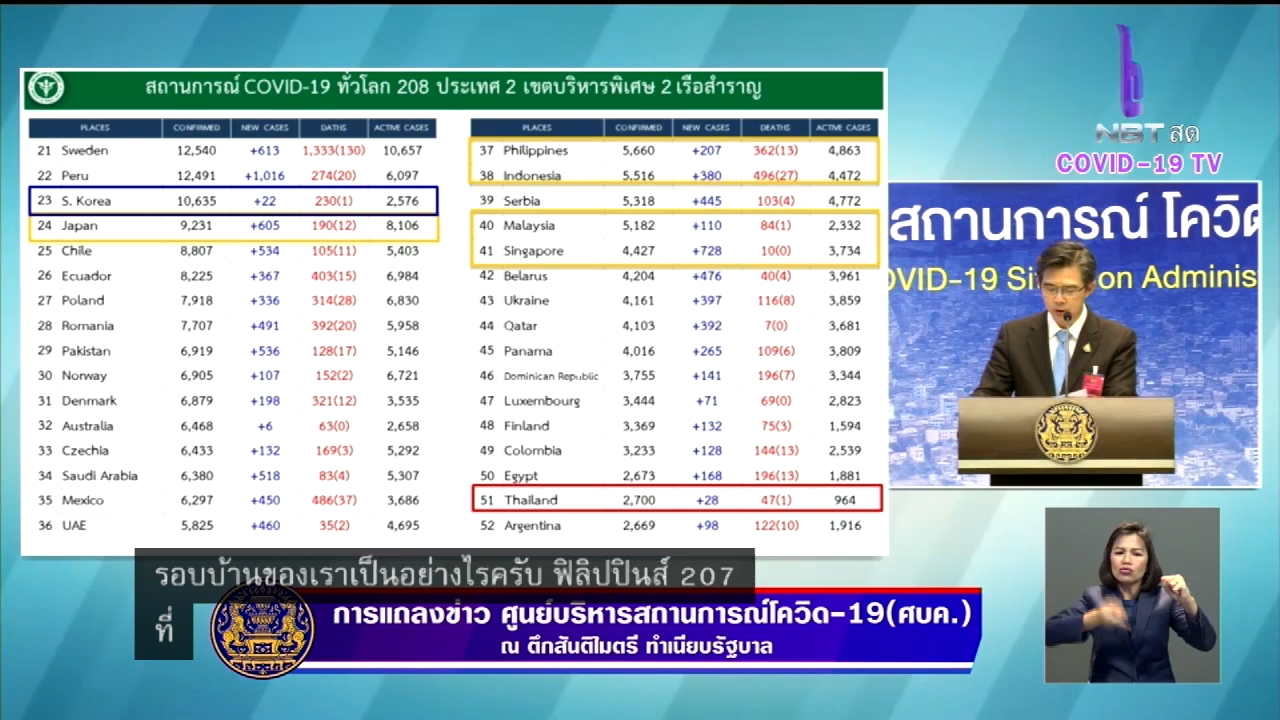 สถานการณ์ COVID-19 ทั่วโลก 208 ประเทศ 2 เขตบริหารพิเศษ 2 เรือสำราญ
PLACES CONFIRMED NEW CASES DATHS ACTIVE CASES
21 Sweden 12,540 +613 1,333(130) 10,657
22 Peru 12,491 +1,016 274(20) 6,097
23 S. Korea 10,635 +22 230(1) 2,576
24 Japan 9,231 +605 190(12) 8,106
25 Chile 8,807 +534 105(11) 5,403
26 Ecuador 8,225 +367 403(15) 6,984
27 Poland 7,918 +336 314(28) 6,830
28 Romania 7,707 +491 392(20) 5,958
29 Pakistan 6,919 +536 128(17) 5,146
30 Norway 6,905 +107 152(2) 6,721
31 Denmark 6,879 +198 321(12) 3,535
32 Australia 6,468 +6 63(0) 2,658
33 Czechia 6,433 +132 169(3) 5,292
34 Saudi Arabia 6,380 +518 83(4) 5,307
35 Mexico 6,297 +450 486(37) 3,686
36 UAE 5,825 +460 35(2) 4,695
PLACES CONFIRMED NEW CASES DEATHS ACTIVE CASES
37 Philippines 5,660 +207 362(13) 4,863
38 Indonesia 5,516 +380 496(27) 4,472
39 Serbia 5,318 +445 103(4) 4,772
40 Malaysia 5,182 +110 84(1) 2,332
41 Singapore 4,427 +728 10(0) 3,734
42 Belarus 4,204 +476 40(4) 3,961
43 Ukraine 4,161 +397 116(8) 3,859
44 Qatar 4,103 +392 7(0) 3,681
45 Panama 4,016 +265 109(6) 3,809
46 Dominican Republic 3,755 +141 196(7) 3,344
47 Luxembourg 3,444 +71 69(0) 2,823
48 Finland 3,369 +132 75(3) 1,594
49 Colombia 3,233 +128 144(13) 2,539
50 Egypt 2,673 +168 196(13) 1,881
51 Thailand 2,700 +28 47(1) 964
52 Argentina 2,669 +98 122(10) 1,916
NBT สด
COVID-19 TV
สถานการณ์ โควิด
OVID-19 Si on Adminis
รอบบ้านของเราเป็นอย่างไรครับ ฟิลิปปินส์ 207
ที่
การแถลงข่าว ศูนย์บริหารสถานการณ์โควิด-19(ศบค.)
ณ ตึกสันติไมตรี ทำเนียบรัฐบาล